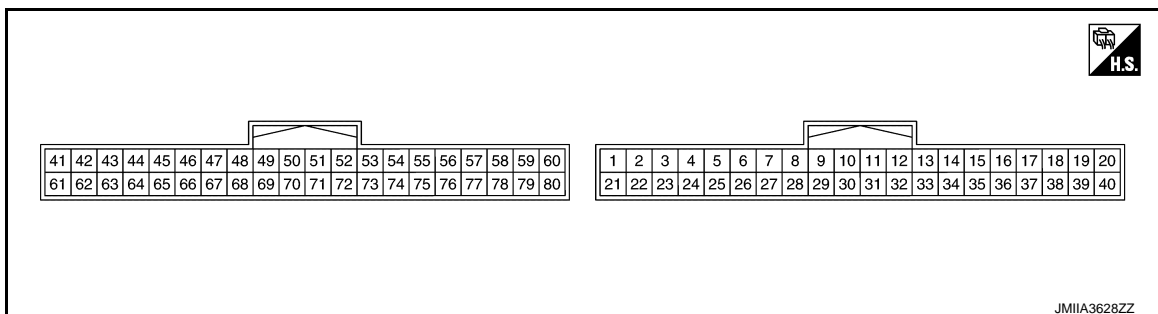 H.S.
41 42 43 44 45 46 47 48 49 50 51 52 53 54 55 56 57 58 59 60
61 62 63 64 65 66 67 68 69 70 71 72 73 74 75 76 77 78 79 80
1 2 3 4 5 6 7 8 9 10 11 12 13 14 15 16 17 18 19 20
21 22 23 24 25 26 27 28 29 30 31 32 33 34 35 36 37 38 39 40
JMIIA3628ZZ